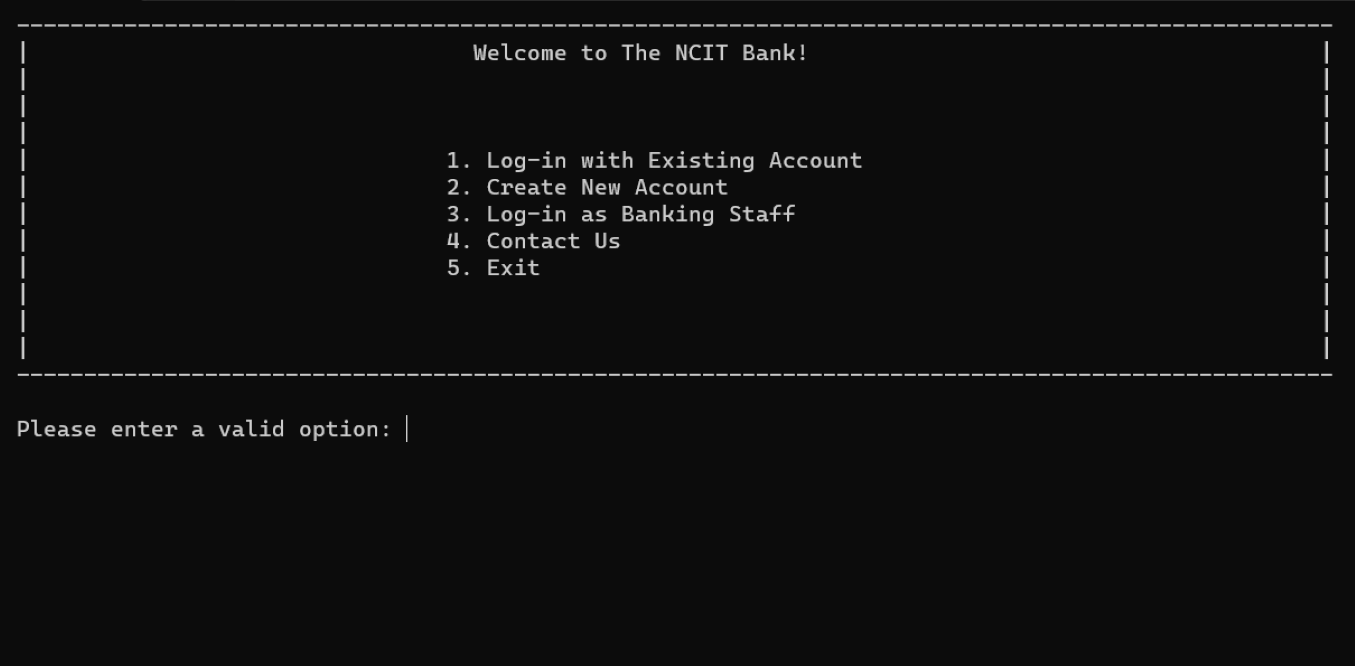 Welcome to The NCIT Bank!
1. Log-in with Existing Account
2. Create New Account
3. Log-in as Banking Staff
4. Contact Us
5. Exit
Please enter a valid option: